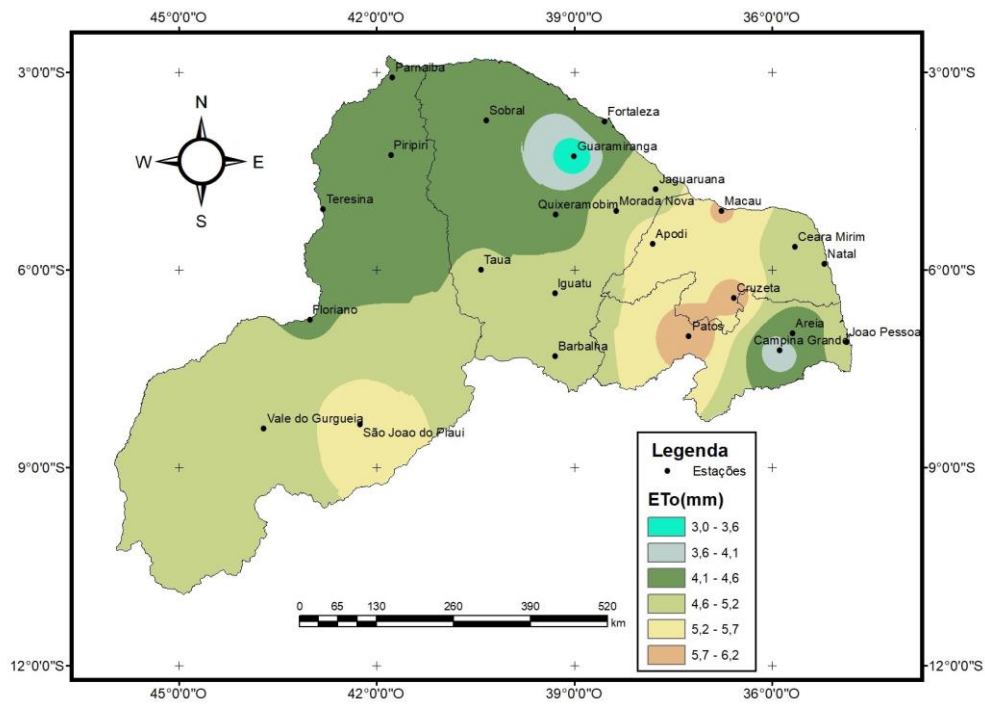 45°0'0"O 42°0'0"O 39°0'0"O 36°0'0"O
3°0'0"S 3°0'0"S
Parnaiba
Sobral
Fortaleza
N
Guaramiranga
Piripiri
W E
Jaguaruana
S
Teresina
Quixeramobim
Morada Nova
Macau
Apodi
Ceara Mirim
Natal
6°0'0"S 6°0'0"S
Taua
Iguatu
Cruzeta
Floriano
Patos
Areia
Joao Pessoa
Campina Grande
Barbalha
Vale do Gurgueia
São Joao do Piaui
9°0'0"S 9°0'0"S
Legenda
Estações
ETo(mm)
3,0 - 3,6
3,6 - 4,1
4,1 - 4,6
4,6 - 5,2
5,2 - 5,7
5,7 - 6,2
0 65 130 260 390 520
km
12°0'0"S 12°0'0"S
45°0'0"O 42°0'0"O 39°0'0"O 36°0'0"O